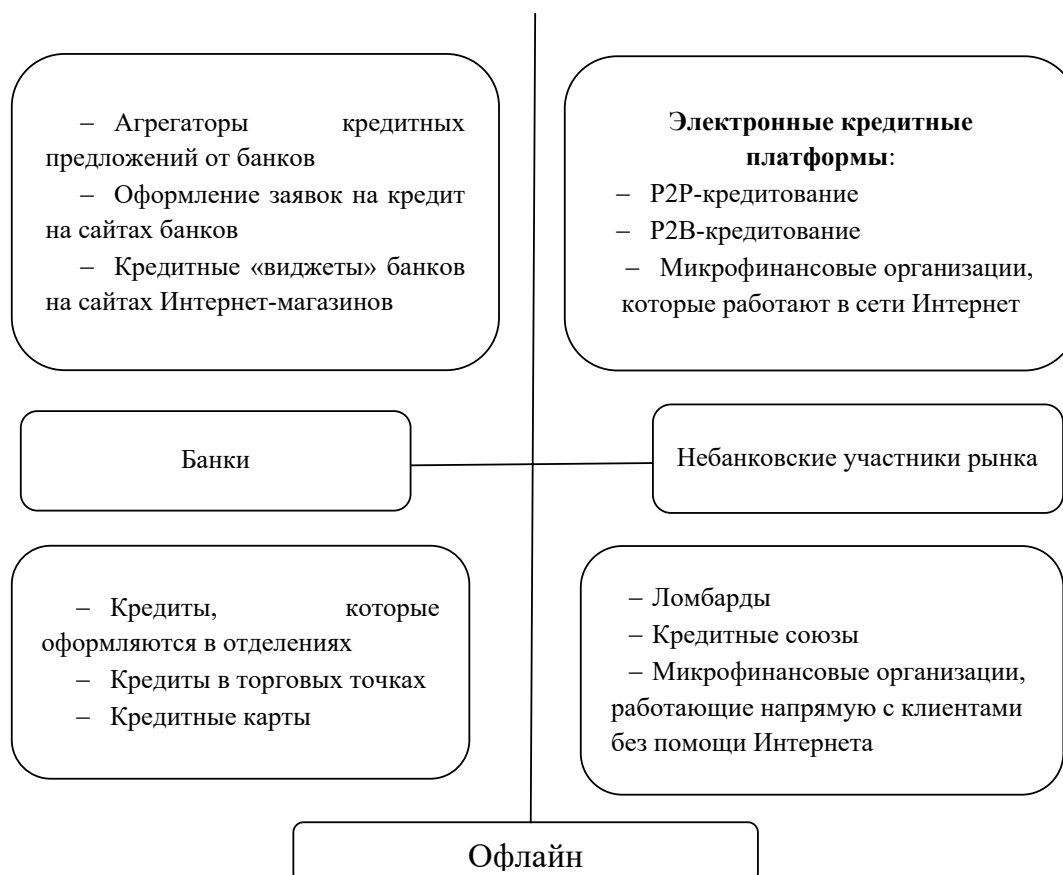 – Агрегаторы кредитных
предложений от банков
– Оформление заявок на кредит
на сайтах банков
– Кредитные «виджеты» банков
на сайтах Интернет-магазинов
Электронные кредитные
платформы:
– P2P-кредитование
– P2B-кредитование
– Микрофинансовые организации,
которые работают в сети Интернет
Банки
Небанковские участники рынка
– Кредиты, которые
оформляются в отделениях
– Кредиты в торговых точках
– Кредитные карты
– Ломбарды
– Кредитные союзы
– Микрофинансовые организации,
работающие напрямую с клиентами
без помощи Интернета
Офлайн